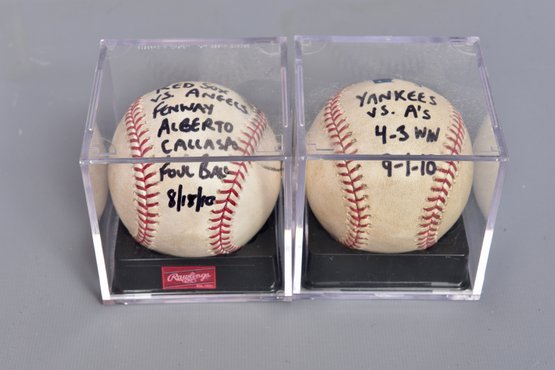 RED SOX
VS. ANGELS
FENWAY
ALBERTO
CALLASPO
FOUL BALL
8/18/10
Rawlings
YANKEES
VS. A'S
4-3 WIN
9-1-10